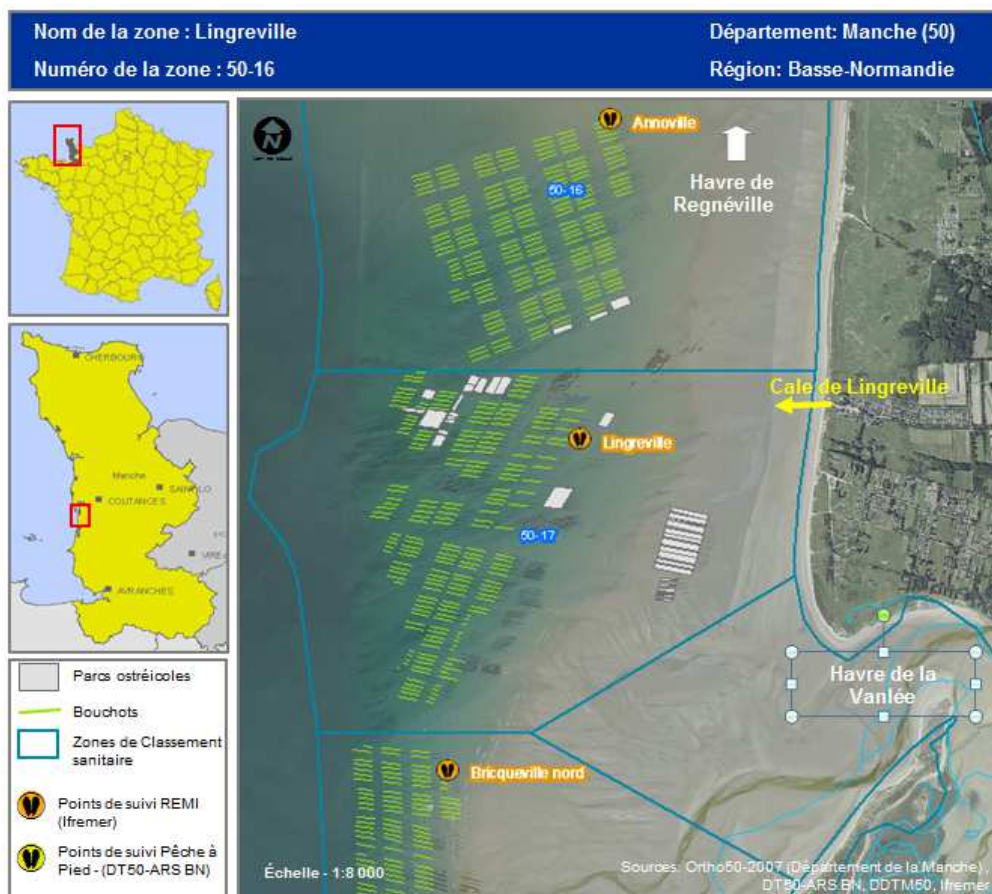 Nom de la zone : Lingreville
Département: Manche (50)
Numéro de la zone : 50-16
Région: Basse-Normandie
Annoville
50-16
Havre de
Regnéville
CHERBOURG
Manche
COUTANCES
AVRANCHES
Cale de Lingreville
Lingreville
50-17
Havre de la
Vanlée
Bricqueville nord
Parcs ostréicoles
Bouchots
Zones de Classement
sanitaire
Points de suivi REMI
(Ifremer)
Points de suivi Pêche à
Pied - (DT50-ARS BN)
Échelle - 1:8 000
Sources: Ortho50-2007 (Département de la Manche),
DT50-ARS BN, DDTM50, Ifremer